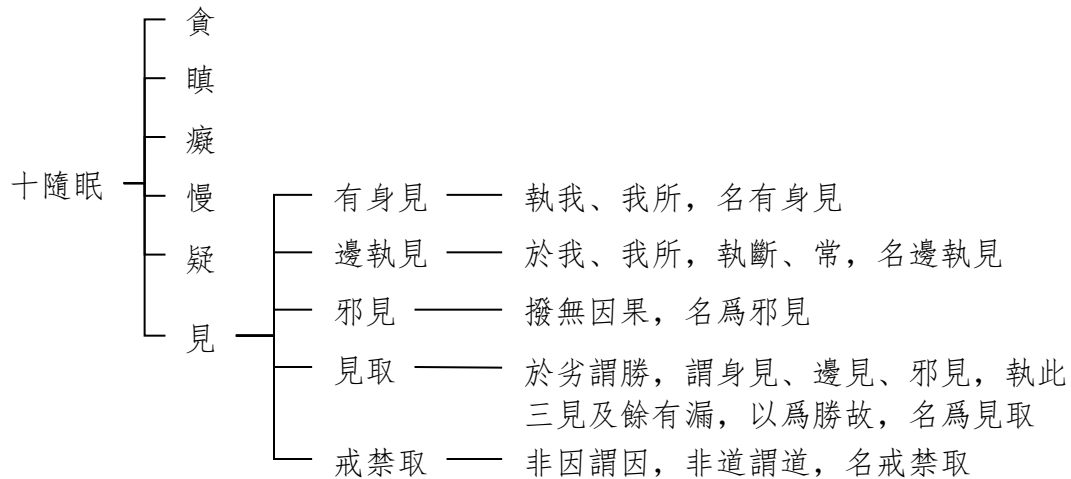 十隨眠
貪
瞋
癡
慢
疑
見
有身見
執我、我所，名有身見
邊執見
於我、我所，執斷、常，名邊執見
邪見
撥無因果，名爲邪見
見取
於劣謂勝，謂身見、邊見、邪見，執此
三見及餘有漏，以爲勝故，名爲見取
戒禁取
非因謂因，非道謂道，名戒禁取